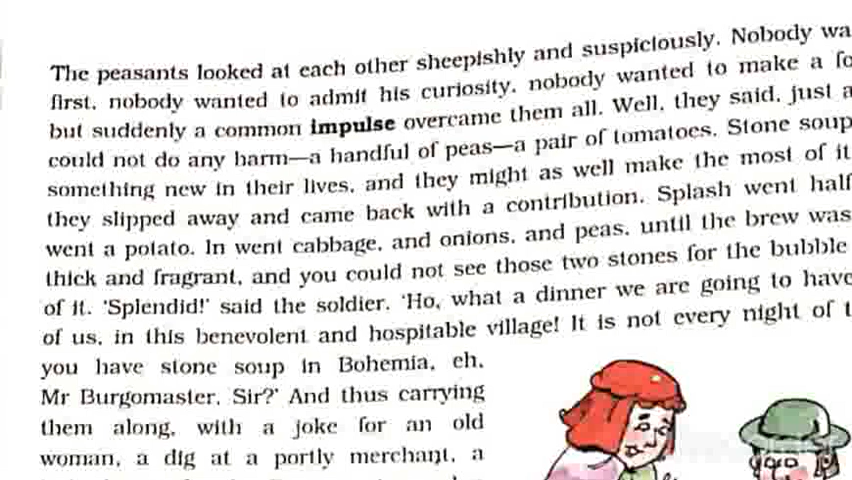 The peasants looked at each other sheepishly and suspiciously. Nobody
first, nobody wanted to admit his curiosity, nobody wanted to make a
but suddenly a common impulse overcame them all. Well, they said, just
could not do any harm—a handful of peas—a pair of tomatoes. Stone soup
something new in their lives, and they might as well make the most of it
they slipped away and came back with a contribution. Splash went half
went a potato. In went cabbage, and onions, and peas, until the brew was
thick and fragrant, and you could not see those two stones for the bubble
of it. 'Splendid!' said the soldier. 'Ho, what a dinner we are going to have
of us, in this benevolent and hospitable village! It is not every night of
you have stone soup in Bohemia, eh,
Mr Burgomaster, Sir?' And thus carrying
them along, with a joke for an old
woman, a dig at a portly merchant, a